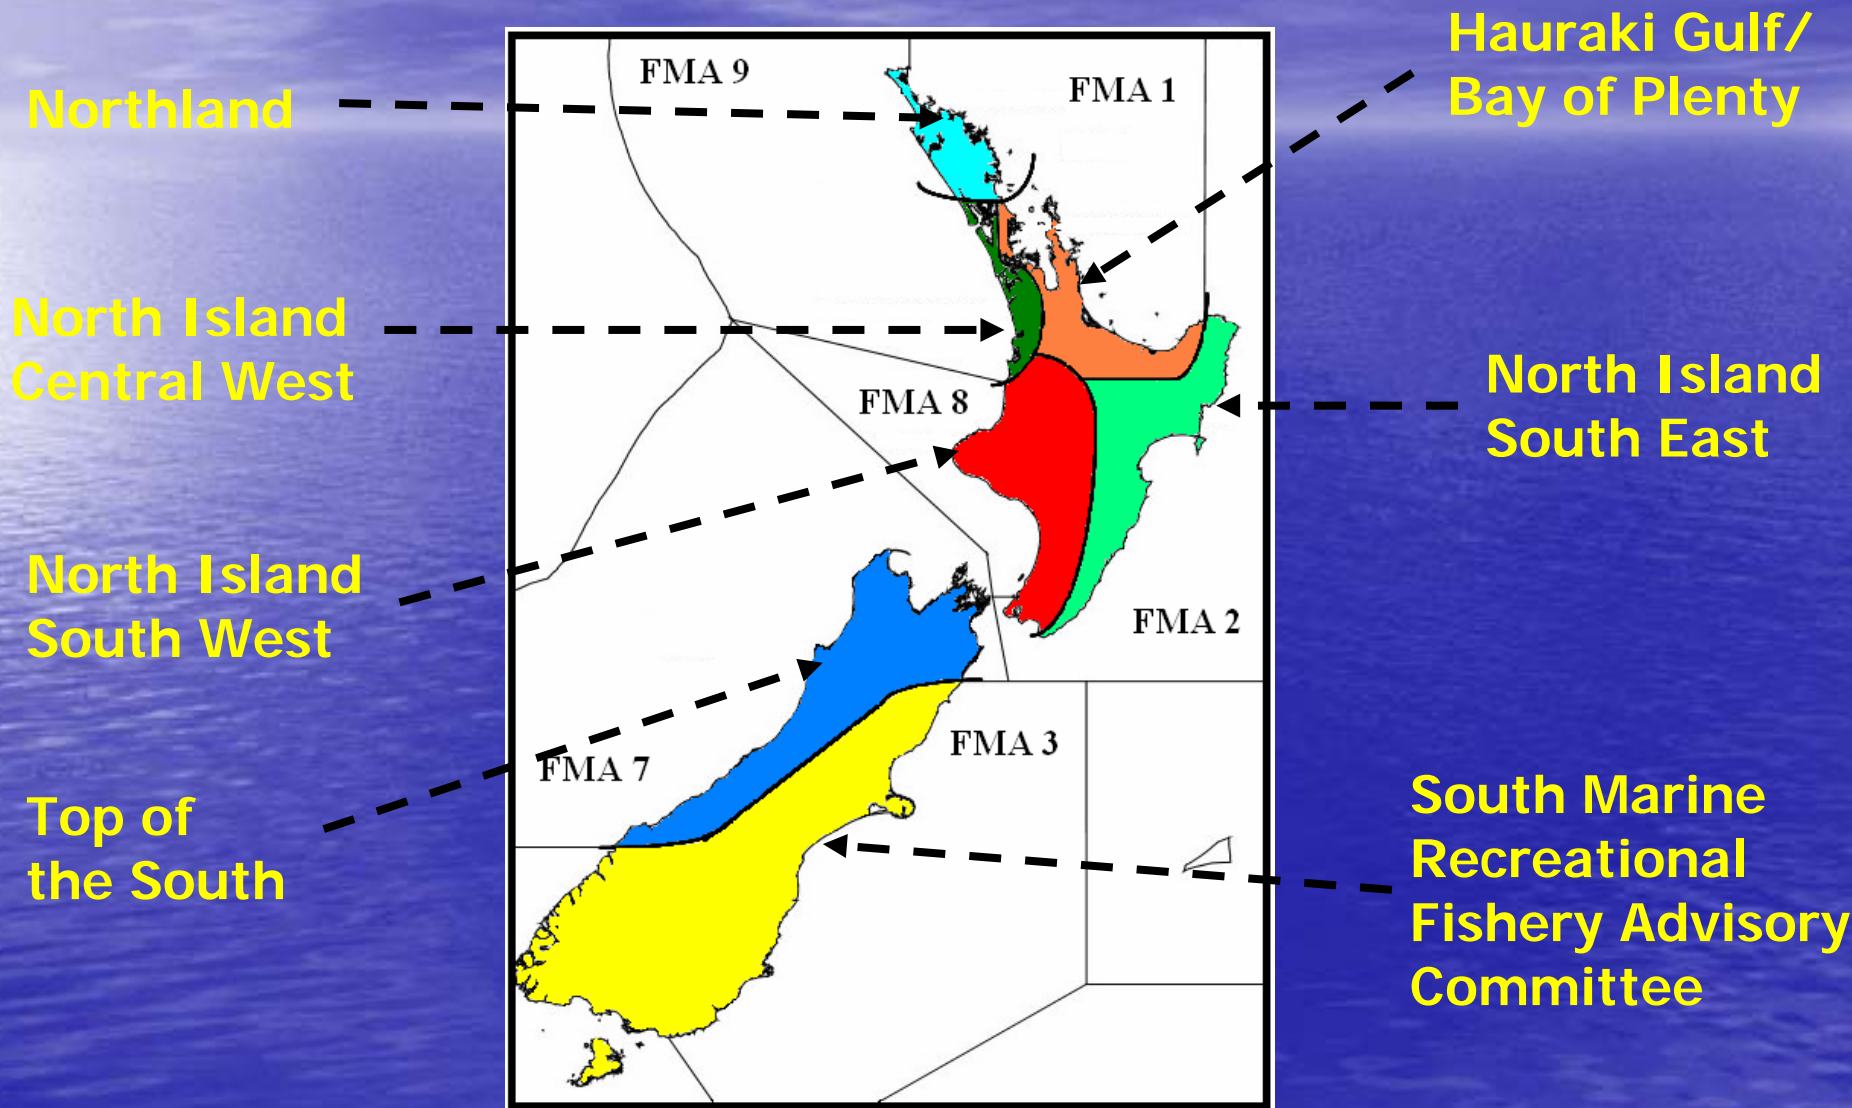 Northland
North Island
Central West
North Island
South West
Top of
the South
FMA 9
FMA 1
FMA 8
FMA 2
FMA 3
FMA 7
Hauraki Gulf/
Bay of Plenty
North Island
South East
South Marine
Recreational
Fishery Advisory
Committee